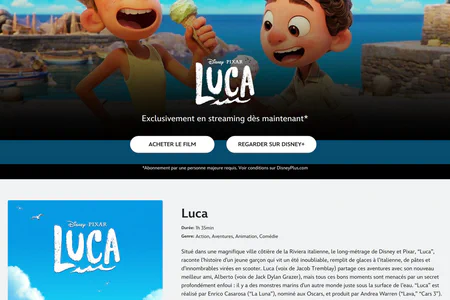 Disney PIXAR
LUCA
Exclusivement en streaming dès maintenant*
ACHETER LE FILM
REGARDER SUR DISNEY+
*Abonnement par une personne majeure requis. Voir conditions sur DisneyPlus.com
Disney PIXAR
LUCA
Luca
Durée: 1h 35min
Genre: Action, Aventures, Animation, Comédie
Situé dans une magnifique ville côtière de la Riviera italienne, le long-métrage de Disney et Pixar, “Luca”,
raconte l'histoire d'un jeune garçon qui vit un été inoubliable, remplit de glaces à l'italienne, de pâtes et
d'innombrables virées en scooter. Luca (voix de Jacob Tremblay) partage ces aventures avec son nouveau
meilleur ami, Alberto (voix de Jack Dylan Grazer), mais tous ces bons moments sont menacés par un secret
profondément enfoui : il y a des monstres marins d'un autre monde juste sous la surface de l'eau. “Luca” est
réalisé par Enrico Casarosa (“La Luna”), nominé aux Oscars, et produit par Andrea Warren (“Lava,” “Cars 3”).